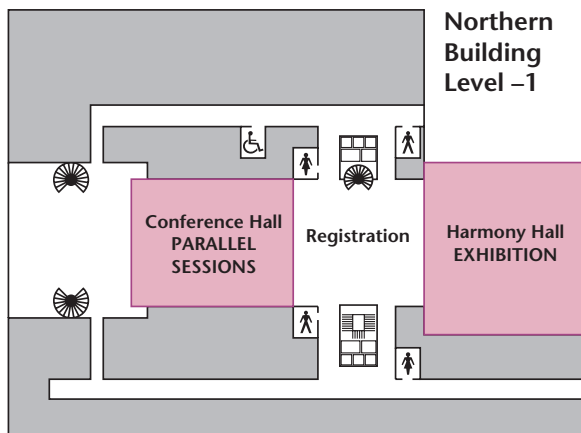 Northern
Building
Level –1
Conference Hall
PARALLEL
SESSIONS
Registration
Harmony Hall
EXHIBITION